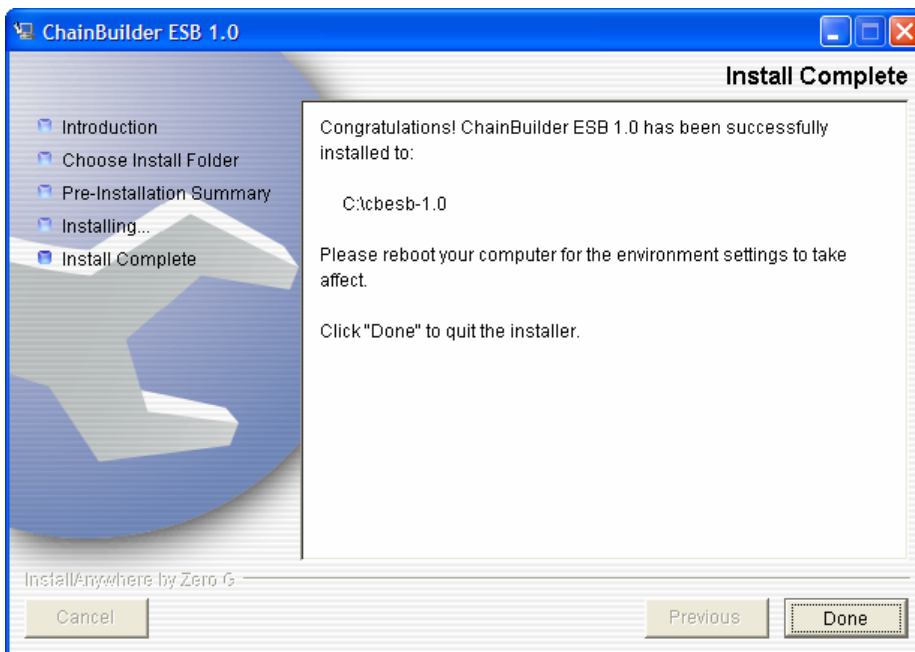 ChainBuilder ESB 1.0
Install Complete
Introduction
Choose Install Folder
Pre-Installation Summary
Installing...
Install Complete
Congratulations! ChainBuilder ESB 1.0 has been successfully
installed to:
C:\cbesb-1.0
Please reboot your computer for the environment settings to take
affect.
Click "Done" to quit the installer.
InstallAnywhere by Zero G
Cancel
Previous
Done